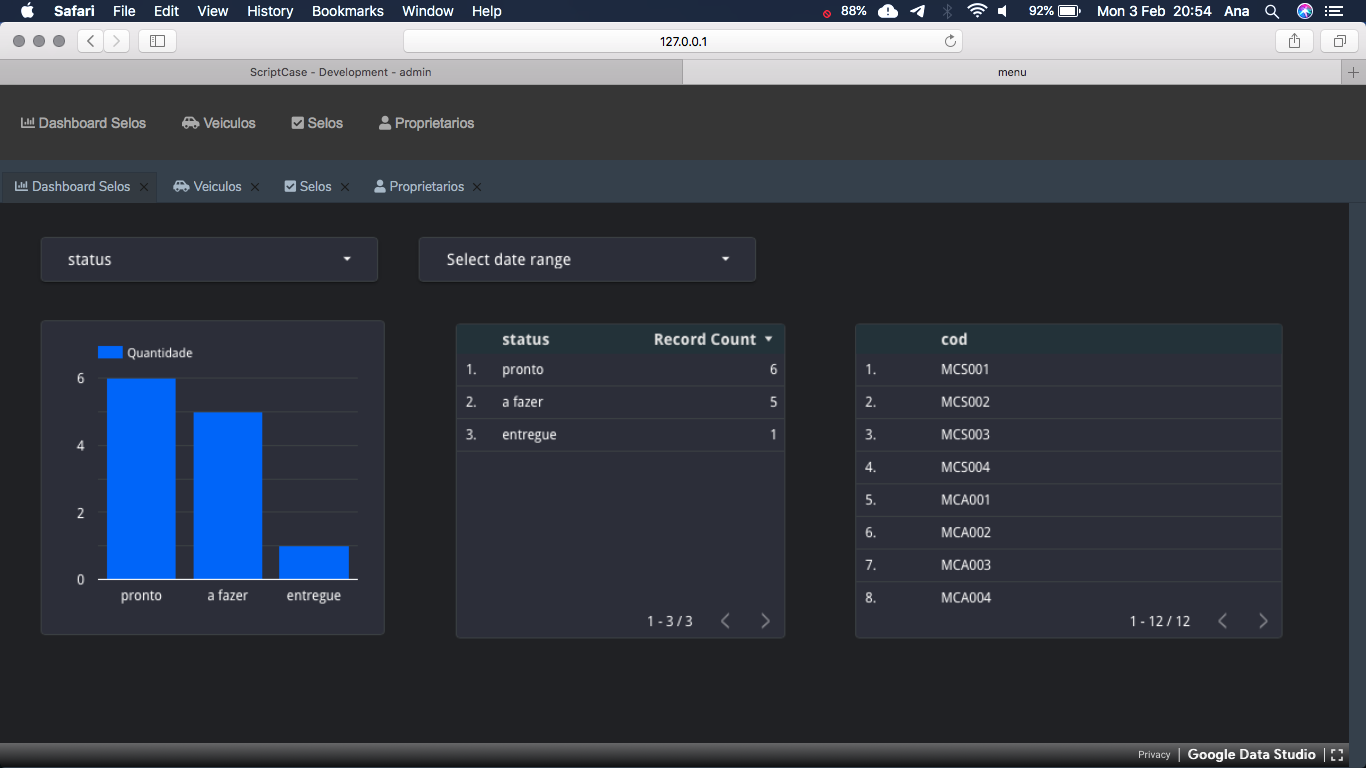 Safari File Edit View History Bookmarks Window Help 88% 92% Mon 3 Feb 20:54 Ana
127.0.0.1
ScriptCase - Development - admin menu
Dashboard Selos Veiculos Selos Proprietarios
Dashboard Selos Veiculos Selos Proprietarios
status Select date range
Quantidade
6
4
2
0
pronto a fazer entregue
status Record Count
1. pronto 6
2. a fazer 5
3. entregue 1
1 - 3 / 3
cod
1. MCS001
2. MCS002
3. MCS003
4. MCS004
5. MCA001
6. MCA002
7. MCA003
8. MCA004
1 - 12 / 12
Privacy Google Data Studio